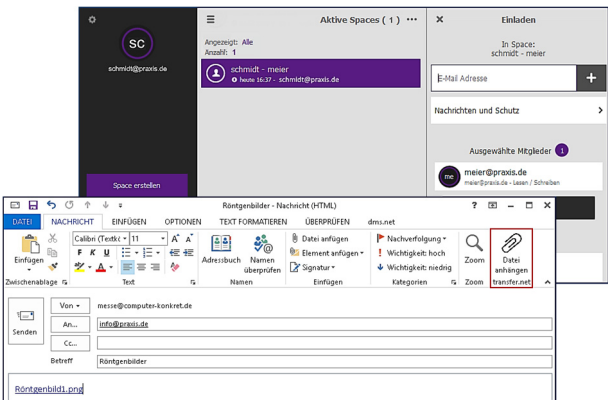 SC
schmidt@praxis.de
Space erstellen
Aktive Spaces ( 1 )
Angezeigt: Alle
Anzahl: 1
schmidt - meier
heute 16:37 - schmidt@praxis.de
Einladen
In Space:
schmidt - meier
E-Mail Adresse
Nachrichten und Schutz
Ausgewählte Mitglieder 1
me
meier@praxis.de
meier@praxis.de - Lesen / Schreiben
Röntgenbilder - Nachricht (HTML)
DATEI NACHRICHT EINFÜGEN OPTIONEN TEXT FORMATIEREN ÜBERPRÜFEN dms.net
Einfügen
Zwischenablage
Calibri (Textk 11
F K U
Text
Adressbuch
Namen überprüfen
Namen
Datei anfügen
Element anfügen
Signatur
Einfügen
Nachverfolgung
Wichtigkeit: hoch
Wichtigkeit: niedrig
Kategorien
Zoom
Zoom
Datei
anhängen
transfer.net
Senden
Von messe@computer-konkret.de
An... info@praxis.de
Cc...
Betreff Röntgenbilder
Röntgenbild1.png